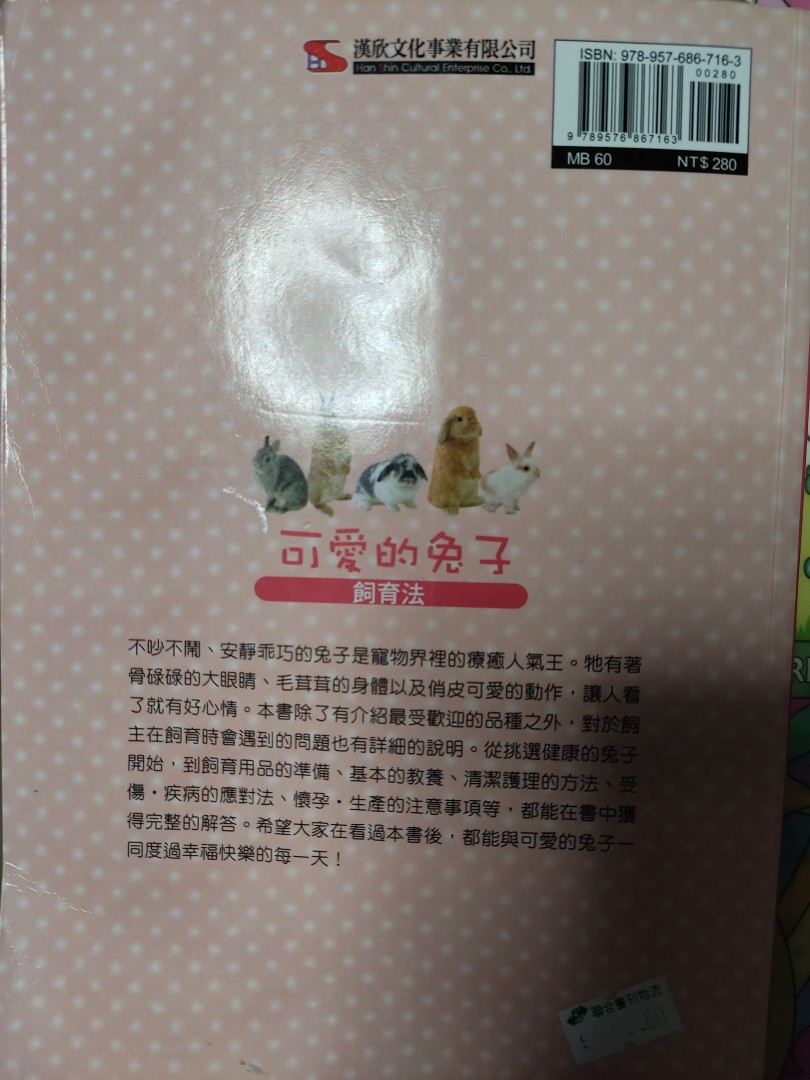 漢欣文化事業有限公司
Han Shin Cultural Enterprise Co., Ltd.
ISBN: 978-957-686-716-3
00280
9 789576 867163
MB 60
NT$ 280
可愛的兔子
飼育法
不吵不鬧、安靜乖巧的兔子是寵物界裡的療癒人氣王。牠有著
骨碌碌的大眼睛、毛茸茸的身體以及俏皮可愛的動作，讓人看
了就有好心情。本書除了有介紹最受歡迎的品種之外，對於飼
主在飼育時會遇到的問題也有詳細的說明。從挑選健康的兔子
開始，到飼育用品的準備、基本的教養、清潔護理的方法、受
傷・疾病的應對法、懷孕・生產的注意事項等，都能在書中獲
得完整的解答。希望大家在看過本書後，都能與可愛的兔子一
同度過幸福快樂的每一天！